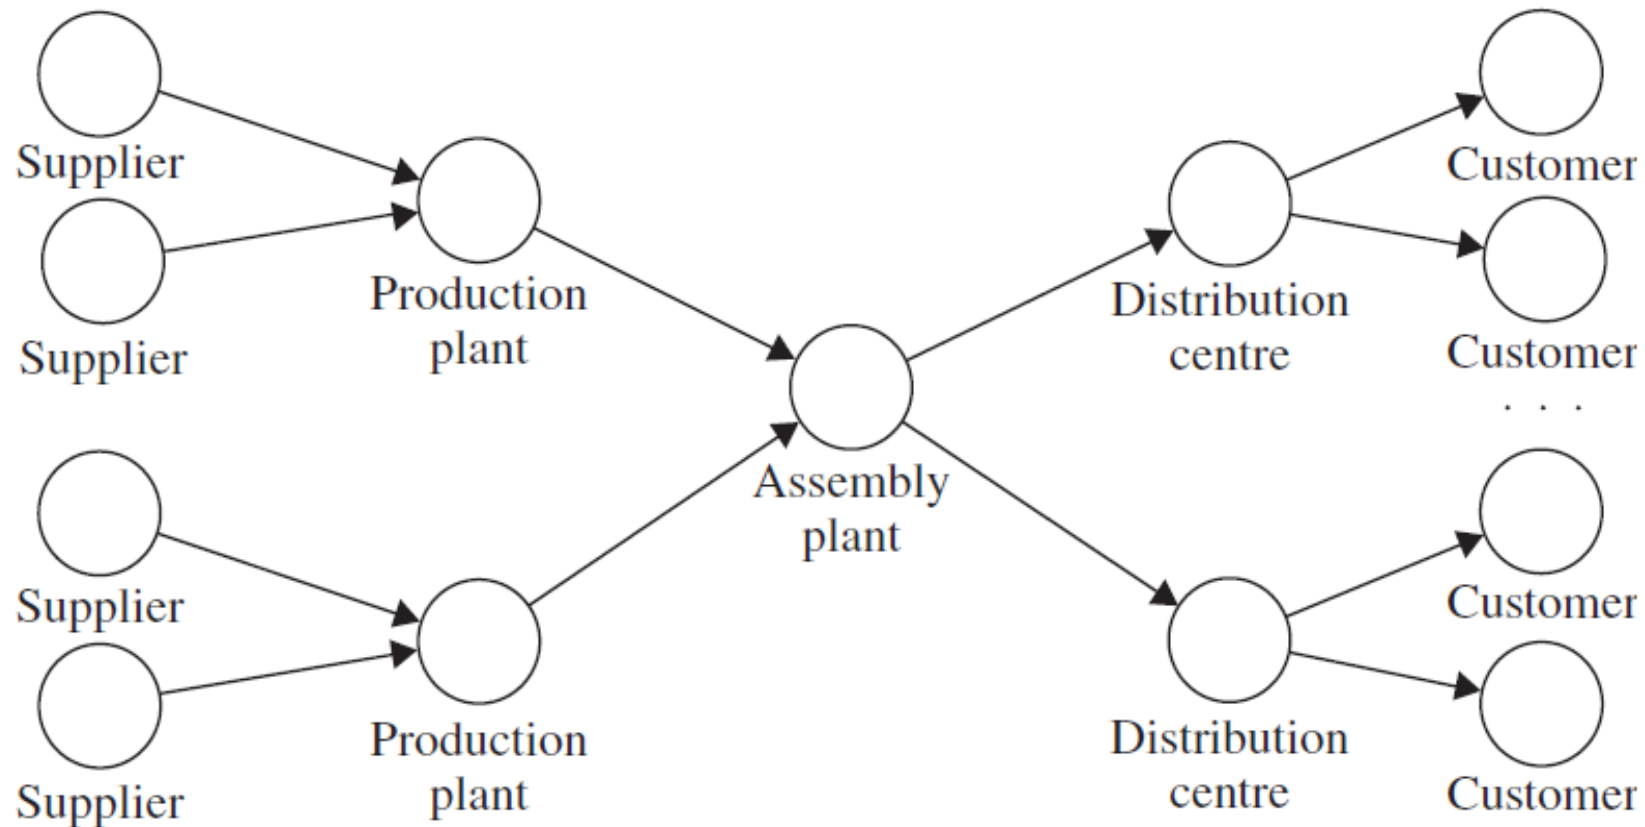 Supplier
Customer
Production
plant
Distribution
centre
Supplier
Customer
. . .
Assembly
plant
Supplier
Customer
Production
plant
Distribution
centre
Supplier
Customer